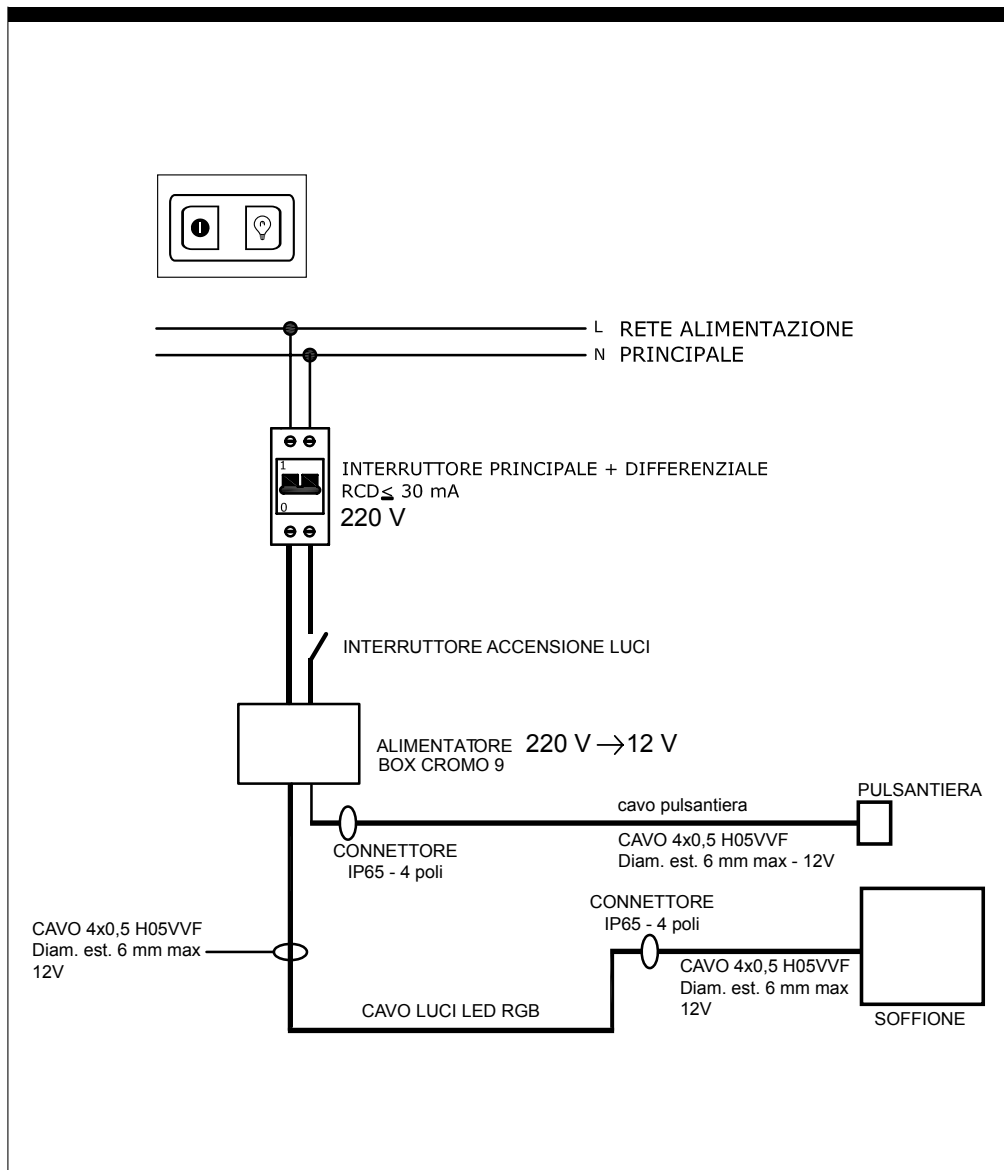 L RETE ALIMENTAZIONE
N PRINCIPALE
INTERRUTTORE PRINCIPALE + DIFFERENZIALE
RCD≤ 30 mA
220 V
1
0
INTERRUTTORE ACCENSIONE LUCI
ALIMENTATORE 220 V →12 V
BOX CROMO 9
PULSANTIERA
cavo pulsantiera
CAVO 4x0,5 H05VVF
Diam. est. 6 mm max - 12V
CONNETTORE
IP65 - 4 poli
CONNETTORE
IP65 - 4 poli
CAVO 4x0,5 H05VVF
Diam. est. 6 mm max
12V
CAVO 4x0,5 H05VVF
Diam. est. 6 mm max
12V
CAVO LUCI LED RGB
SOFFIONE